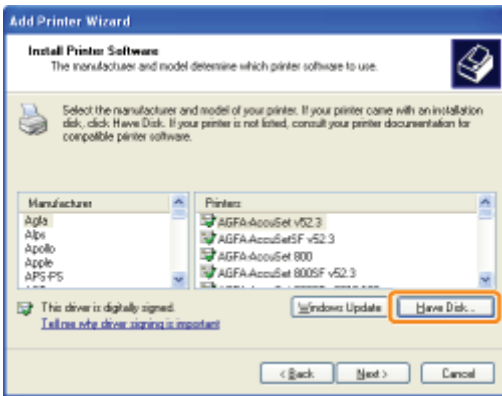 Add Printer Wizard
Install Printer Software
The manufacturer and model determine which printer software to use.
Select the manufacturer and model of your printer. If your printer came with an installation
disk, click Have Disk. If your printer is not listed, consult your printer documentation for
compatible printer software.
Manufacturer
Agfa
Alps
Apollo
Apple
APS-PS
Printers
AGFA-AccuSet v52.3
AGFA-AccuSetSF v52.3
AGFA-AccuSet 800
AGFA-AccuSet 800SF v52.3
This driver is digitally signed.
Tell me why driver signing is important
Windows Update
Have Disk...
< Back
Next >
Cancel